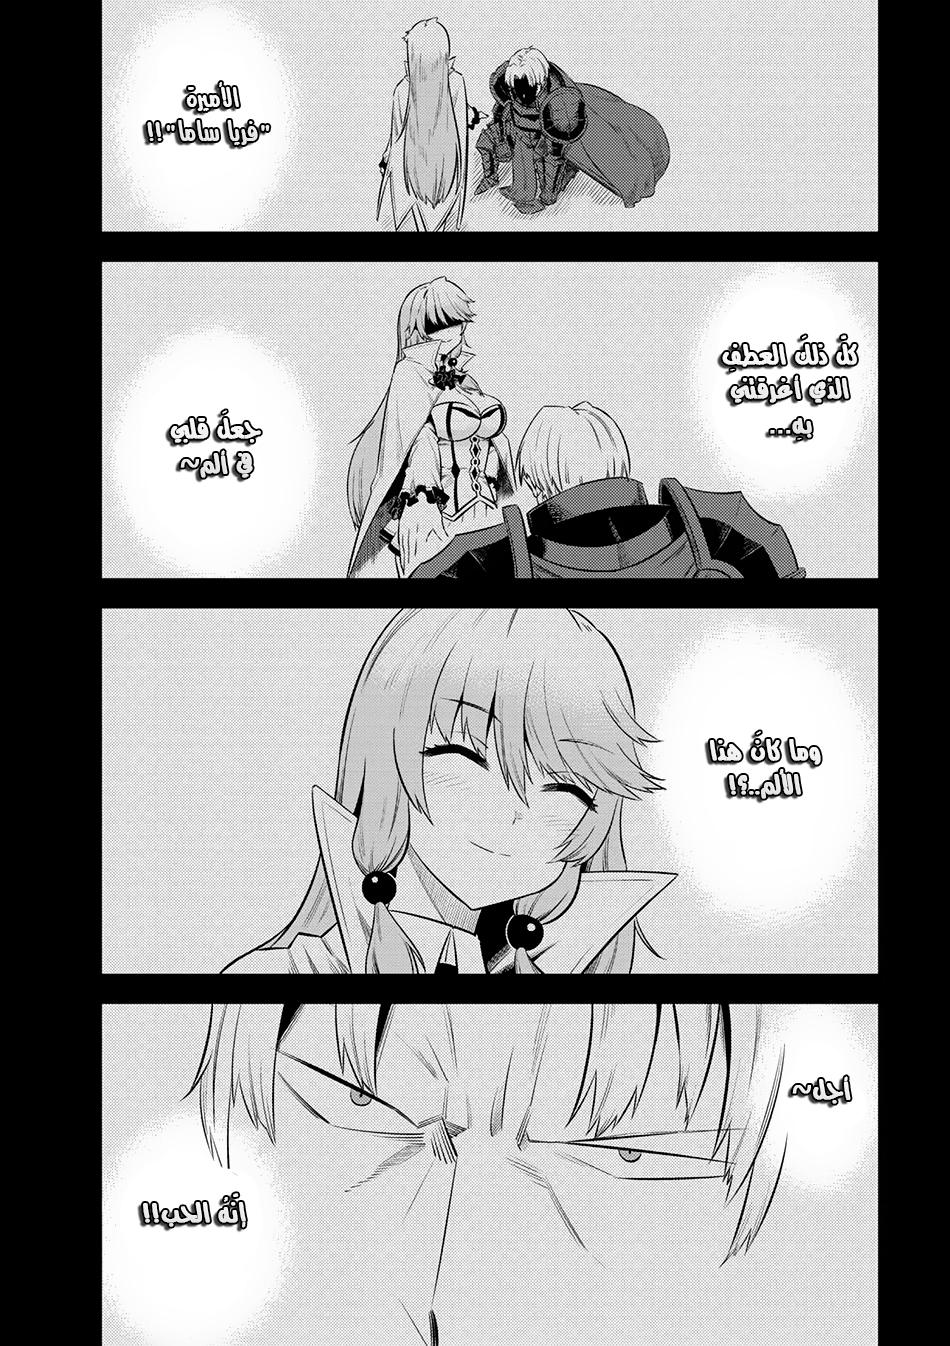 الأميرة
"فريا ساما"!!
كلّ ذلكَ العطفِ
الذي أغرقتني
بهِ...
جعلَ قلبي
في ألم~
وما كانَ هذا
الألم..؟!
أجل~
إنّهُ الحب!!